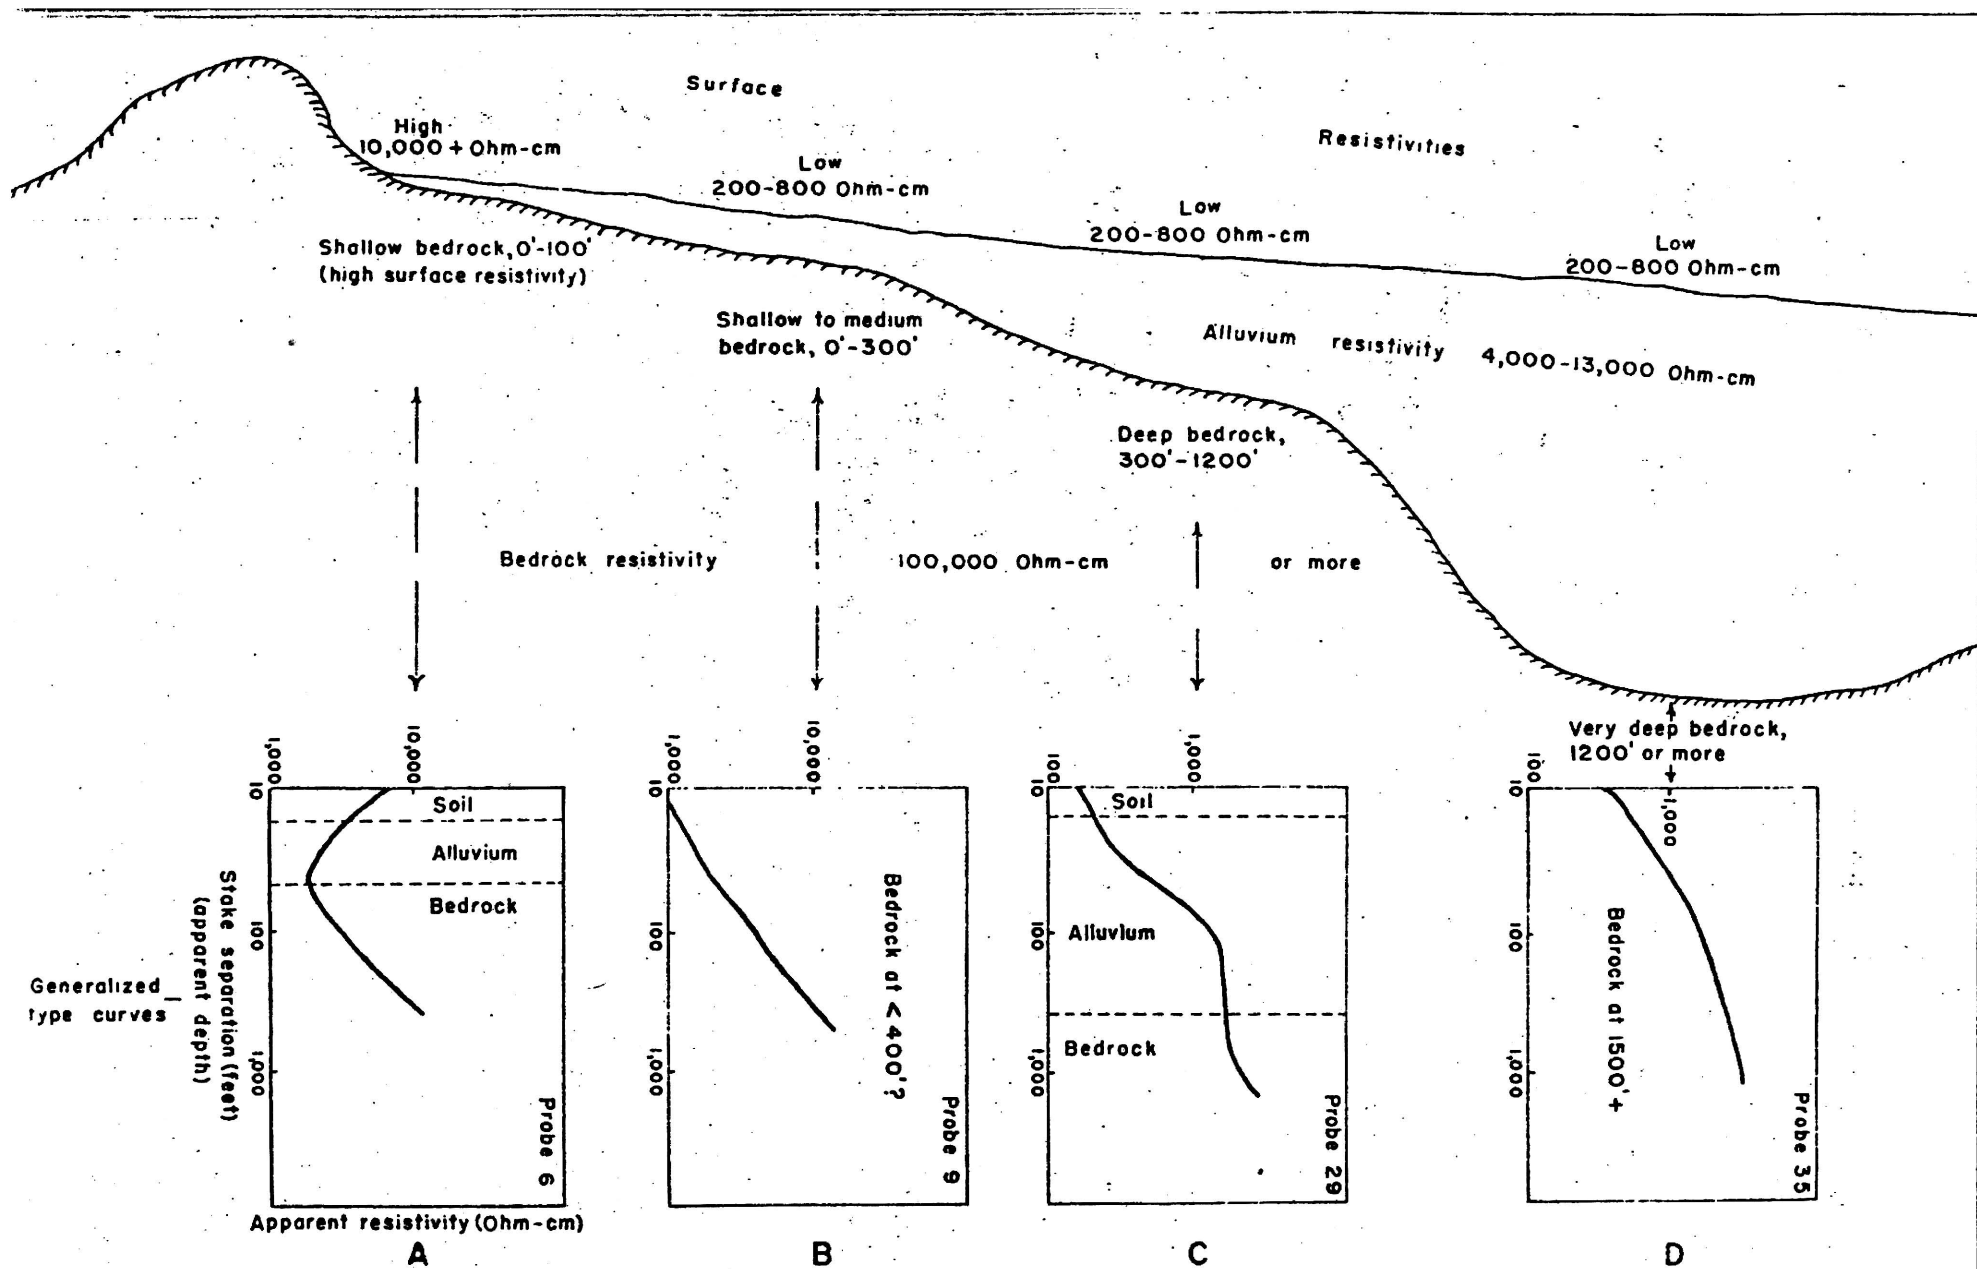 Surface
Resistivities
High
10,000 + Ohm-cm
Low
200-800 Ohm-cm
Low
200-800 Ohm-cm
Low
200-800 Ohm-cm
Shallow bedrock, 0'-100'
(high surface resistivity)
Shallow to medium
bedrock, 0'-300'
Alluvium resistivity 4,000-13,000 Ohm-cm
Deep bedrock,
300'-1200'
Bedrock resistivity 100,000 Ohm-cm or more
Very deep bedrock,
1200' or more
Generalized
type curves
Stake separation (feet)
(apparent depth)
1,000
10,000
10
100
1,000
Soil
Alluvium
Bedrock
Probe 6
Apparent resistivity (Ohm-cm)
A
1,000
10,000
10
100
1,000
Bedrock at < 400'?
Probe 9
B
100
1,000
10
100
1,000
Soil
Alluvium
Bedrock
Probe 29
C
100
1,000
10
100
1,000
Bedrock at 1500'+
Probe 35
D